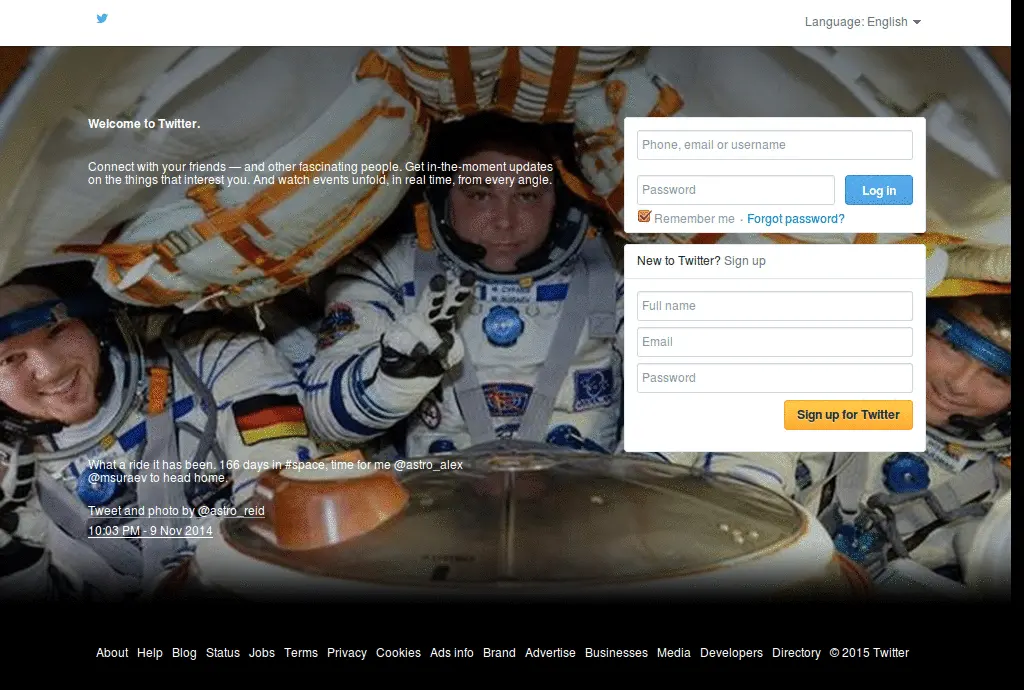 Language: English
Welcome to Twitter.
Connect with your friends — and other fascinating people. Get in-the-moment updates
on the things that interest you. And watch events unfold, in real time, from every angle.
Phone, email or username
Password
Log in
Remember me · Forgot password?
New to Twitter? Sign up
Full name
Email
Password
Sign up for Twitter
What a ride it has been. 166 days in #space, time for me @astro_alex
@msuraev to head home.
Tweet and photo by @astro_reid
10:03 PM - 9 Nov 2014
About Help Blog Status Jobs Terms Privacy Cookies Ads info Brand Advertise Businesses Media Developers Directory © 2015 Twitter